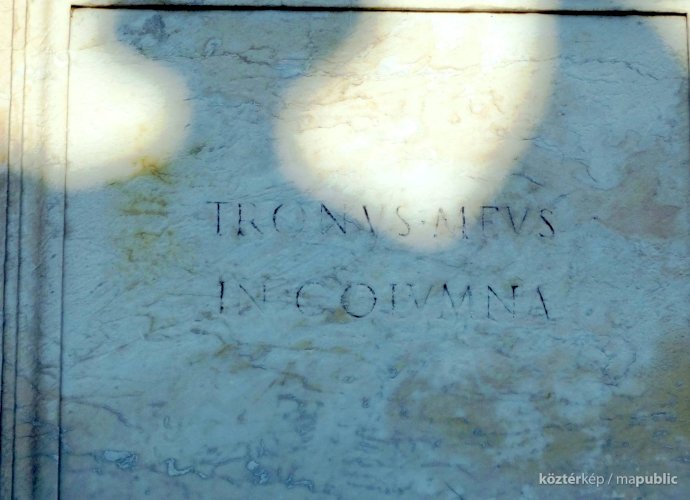 TRONVS·MEVS
IN COLVMNA
köztérkép / mapublic